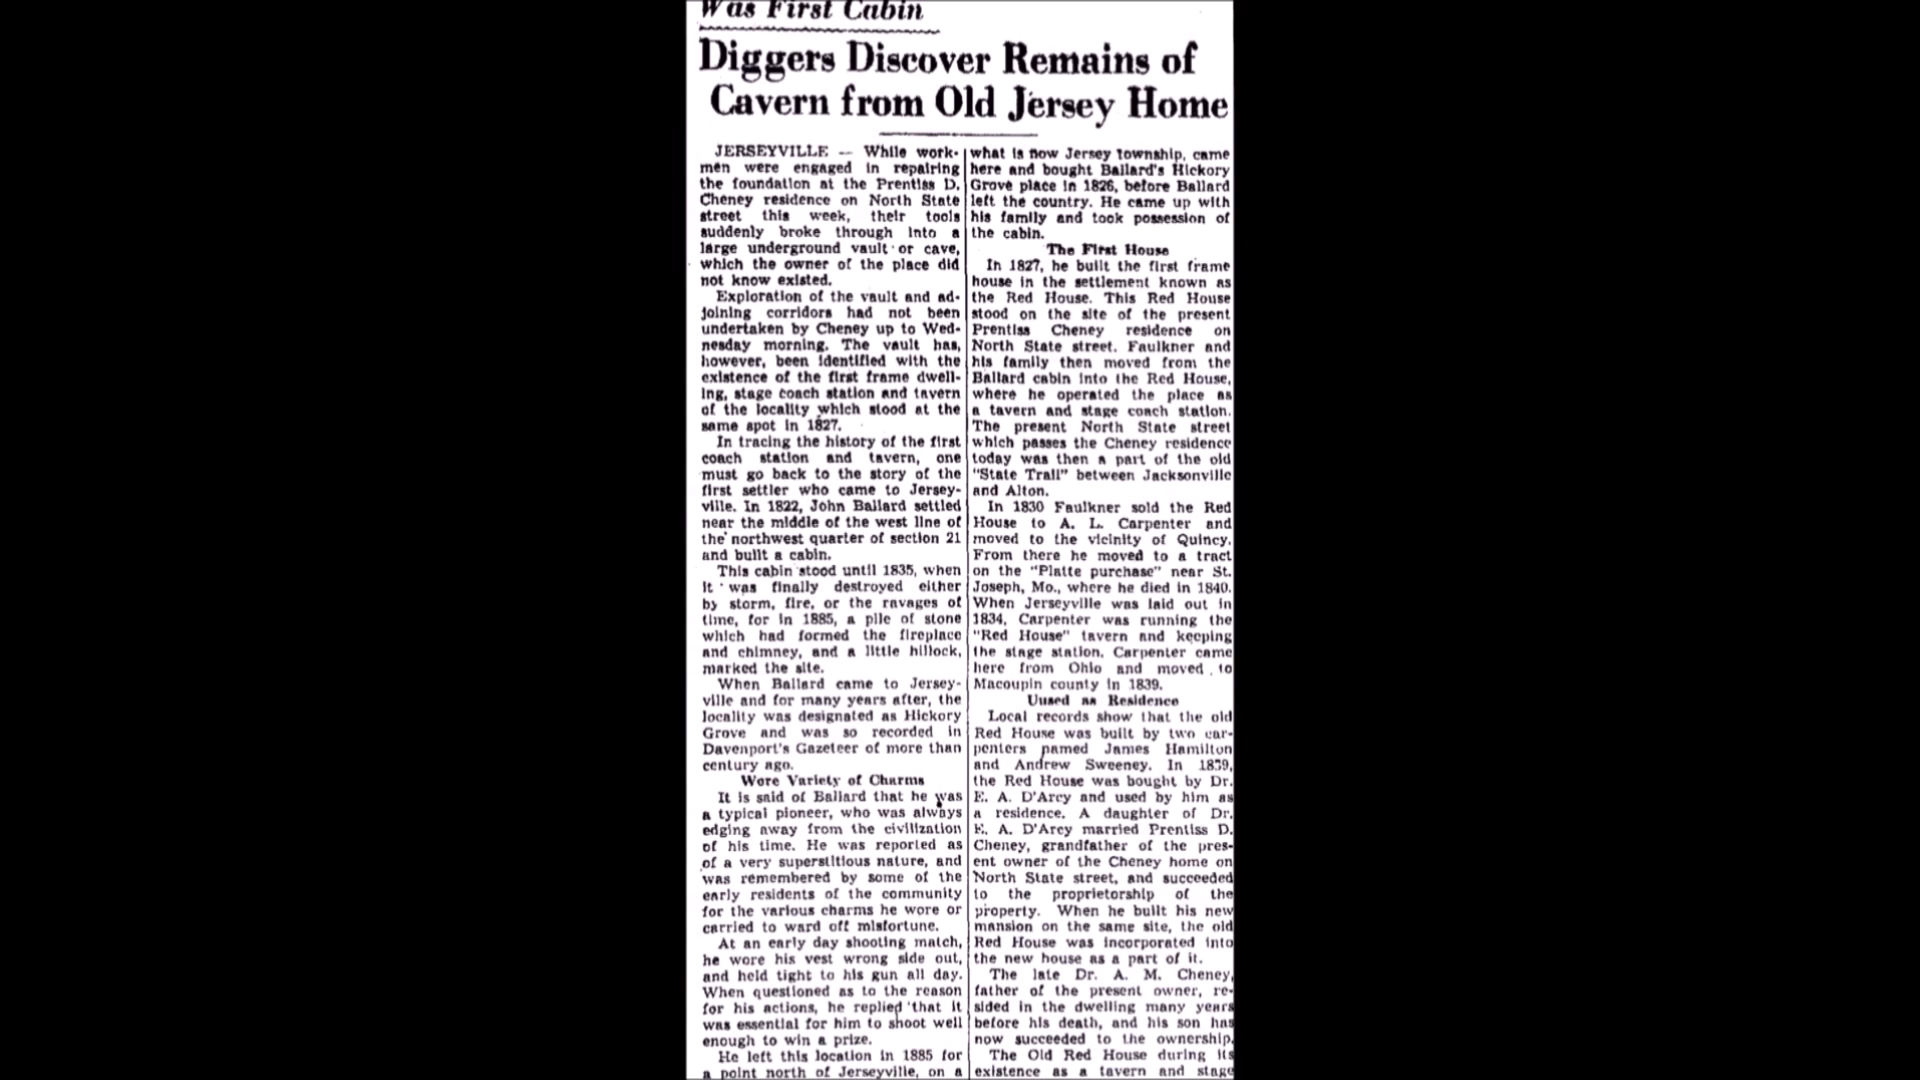 Was First Cabin
Diggers Discover Remains of
Cavern from Old Jersey Home
JERSEYVILLE — While work-
men were engaged in repairing
the foundation at the Prentiss D.
Cheney residence on North State
street this week, their tools
suddenly broke through into a
large underground vault or cave,
which the owner of the place did
not know existed.
Exploration of the vault and ad-
joining corridors had not been
undertaken by Cheney up to Wed-
nesday morning. The vault has,
however, been identified with the
existence of the first frame dwell-
ing, stage coach station and tavern
of the locality which stood at the
same spot in 1827.
In tracing the history of the first
coach station and tavern, one
must go back to the story of the
first settler who came to Jersey-
ville. In 1822, John Ballard settled
near the middle of the west line of
the northwest quarter of section 21
and built a cabin.
This cabin stood until 1835, when
it was finally destroyed either
by storm, fire, or the ravages of
time, for in 1885, a pile of stone
which had formed the fireplace
and chimney, and a little hillock,
marked the site.
When Ballard came to Jersey-
ville and for many years after, the
locality was designated as Hickory
Grove and was so recorded in
Davenport's Gazeteer of more than
century ago.
Wore Variety of Charms
It is said of Ballard that he was
a typical pioneer, who was always
edging away from the civilization
of his time. He was reported as
of a very superstitious nature, and
was remembered by some of the
early residents of the community
for the various charms he wore or
carried to ward off misfortune.
At an early day shooting match,
he wore his vest wrong side out,
and held tight to his gun all day.
When questioned as to the reason
for his actions, he replied that it
was essential for him to shoot well
enough to win a prize.
He left this location in 1885 for
a point north of Jerseyville, on a
what is now Jersey township, came
here and bought Ballard's Hickory
Grove place in 1826, before Ballard
left the country. He came up with
his family and took possession of
the cabin.
The First House
In 1827, he built the first frame
house in the settlement known as
the Red House. This Red House
stood on the site of the present
Prentiss Cheney residence on
North State street. Faulkner and
his family then moved from the
Ballard cabin into the Red House,
where he operated the place as
a tavern and stage coach station.
The present North State street
which passes the Cheney residence
today was then a part of the old
"State Trail" between Jacksonville
and Alton.
In 1830 Faulkner sold the Red
House to A. L. Carpenter and
moved to the vicinity of Quincy.
From there he moved to a tract
on the "Platte purchase" near St.
Joseph, Mo., where he died in 1840.
When Jerseyville was laid out in
1834, Carpenter was running the
"Red House" tavern and keeping
the stage station. Carpenter came
here from Ohio and moved to
Macoupin county in 1839.
Uused as Residence
Local records show that the old
Red House was built by two car-
penters named James Hamilton
and Andrew Sweeney. In 1839,
the Red House was bought by Dr.
E. A. D'Arcy and used by him as
a residence. A daughter of Dr.
E. A. D'Arcy married Prentiss D.
Cheney, grandfather of the pres-
ent owner of the Cheney home on
North State street, and succeeded
to the proprietorship of the
property. When he built his new
mansion on the same site, the old
Red House was incorporated into
the new house as a part of it.
The late Dr. A. M. Cheney,
father of the present owner, re-
sided in the dwelling many years
before his death, and his son has
now succeeded to the ownership.
The Old Red House during its
existence as a tavern and stage